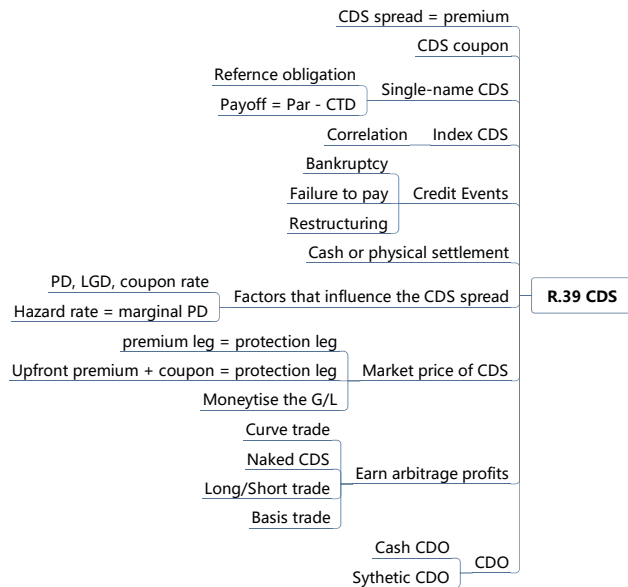 CDS spread = premium
CDS coupon
Refernce obligation
Payoff = Par - CTD
Single-name CDS
Correlation
Index CDS
Bankruptcy
Failure to pay
Restructuring
Credit Events
Cash or physical settlement
PD, LGD, coupon rate
Hazard rate = marginal PD
Factors that influence the CDS spread
R.39 CDS
premium leg = protection leg
Upfront premium + coupon = protection leg
Moneytise the G/L
Market price of CDS
Curve trade
Naked CDS
Long/Short trade
Basis trade
Earn arbitrage profits
Cash CDO
Sythetic CDO
CDO